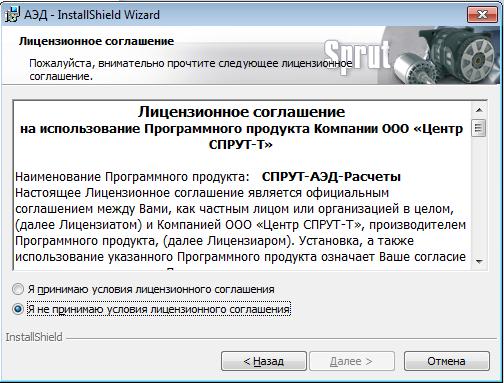 АЭД - InstallShield Wizard
Лицензионное соглашение
Пожалуйста, внимательно прочтите следующее лицензионное
соглашение.
Sprut
Лицензионное соглашение
на использование Программного продукта Компании ООО «Центр
СПРУТ-Т»
Наименование Программного продукта: СПРУТ-АЭД-Расчеты
Настоящее Лицензионное соглашение является официальным
соглашением между Вами, как частным лицом или организацией в целом,
(далее Лицензиатом) и Компанией ООО «Центр СПРУТ-Т», производителем
Программного продукта, (далее Лицензиаром). Установка, а также
использование указанного Программного продукта означает Ваше согласие
Я принимаю условия лицензионного соглашения
Я не принимаю условия лицензионного соглашения
InstallShield
< Назад
Далее >
Отмена